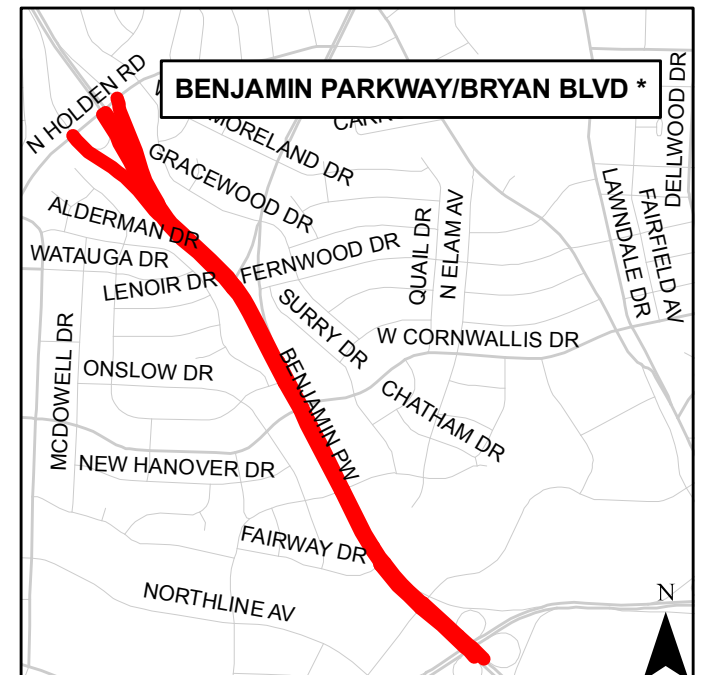 N HOLDEN RD
BENJAMIN PARKWAY/BRYAN BLVD *
MORELAND DR
GRACEWOOD DR
DELLWOOD DR
ALDERMAN DR
WATAUGA DR
LENOIR DR
FERNWOOD DR
QUAIL DR
N ELAM AV
LAWNDALE DR
FAIRFIELD AV
SURRY DR
W CORNWALLIS DR
MCDOWELL DR
ONSLOW DR
BENJAMIN PW
CHATHAM DR
NEW HANOVER DR
FAIRWAY DR
NORTHLINE AV
N